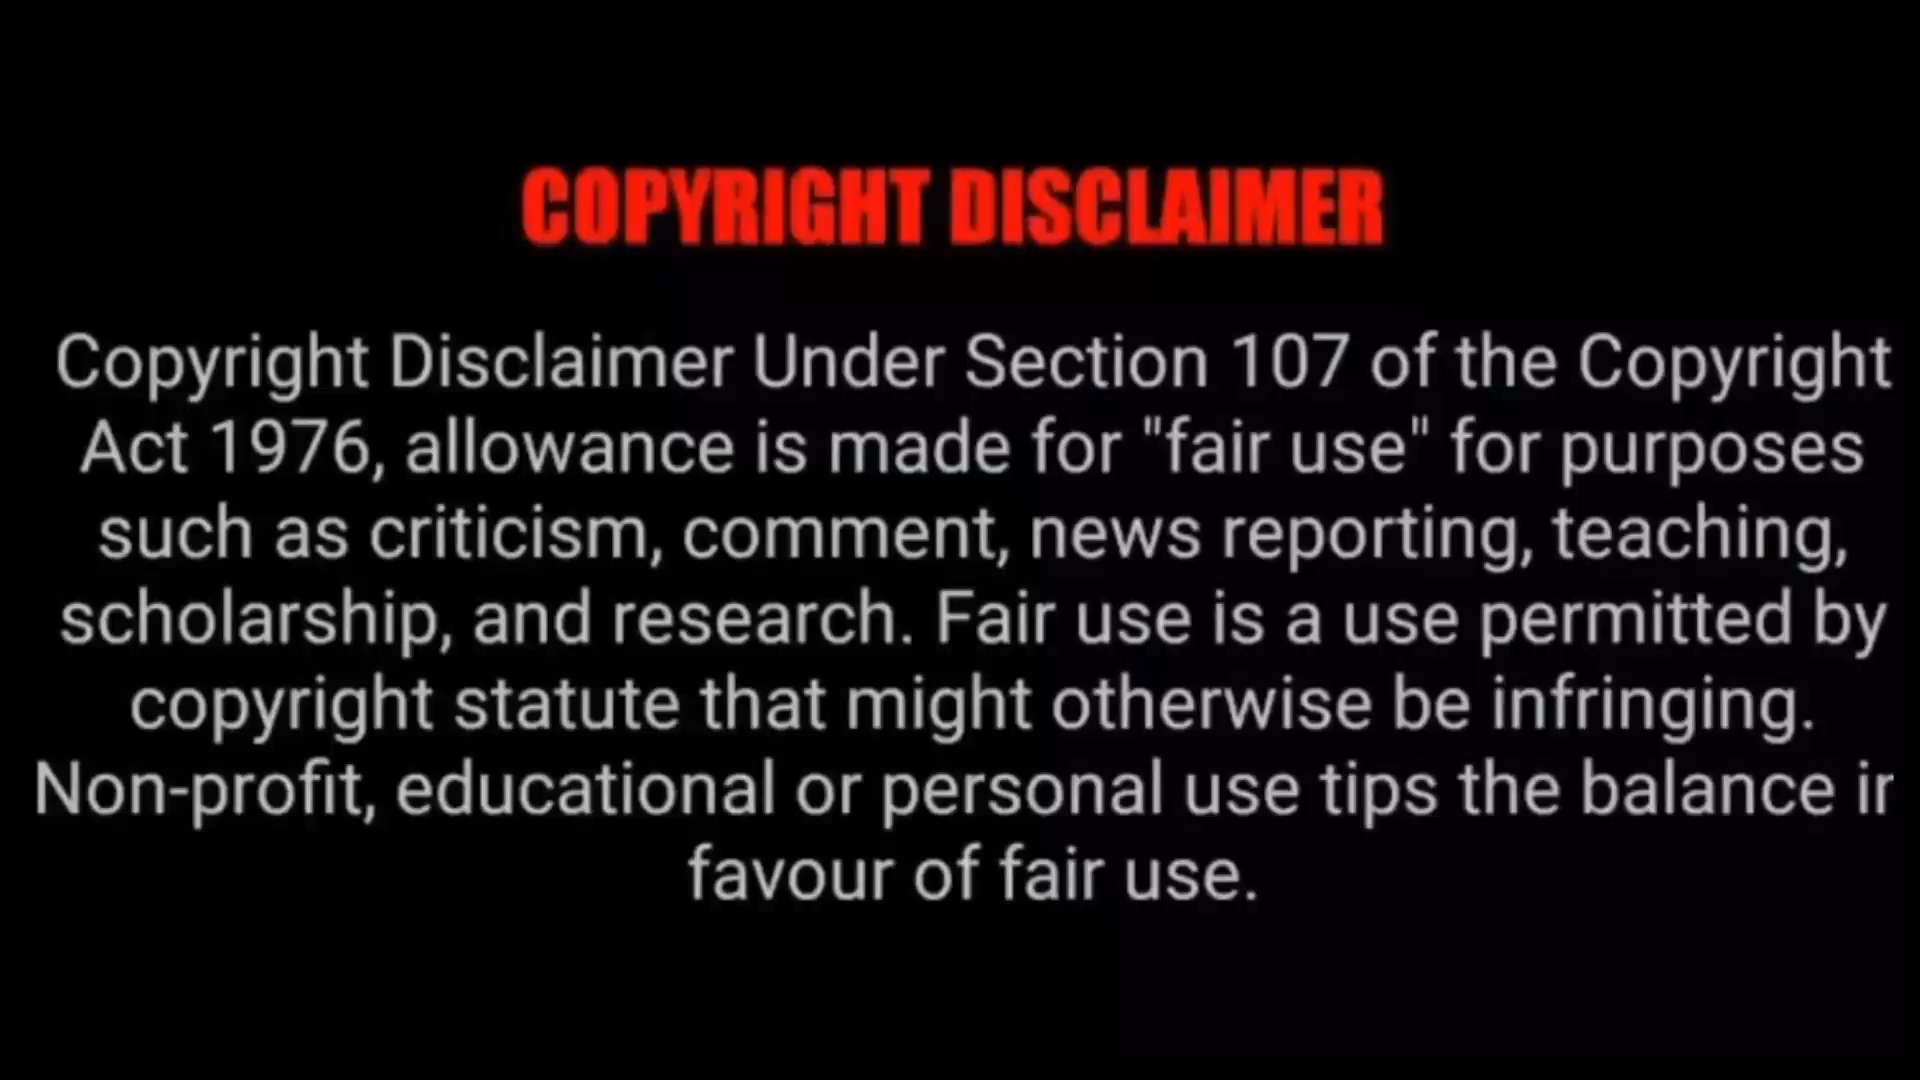 COPYRIGHT DISCLAIMER
Copyright Disclaimer Under Section 107 of the Copyright
Act 1976, allowance is made for "fair use" for purposes
such as criticism, comment, news reporting, teaching,
scholarship, and research. Fair use is a use permitted by
copyright statute that might otherwise be infringing.
Non-profit, educational or personal use tips the balance
favour of fair use.